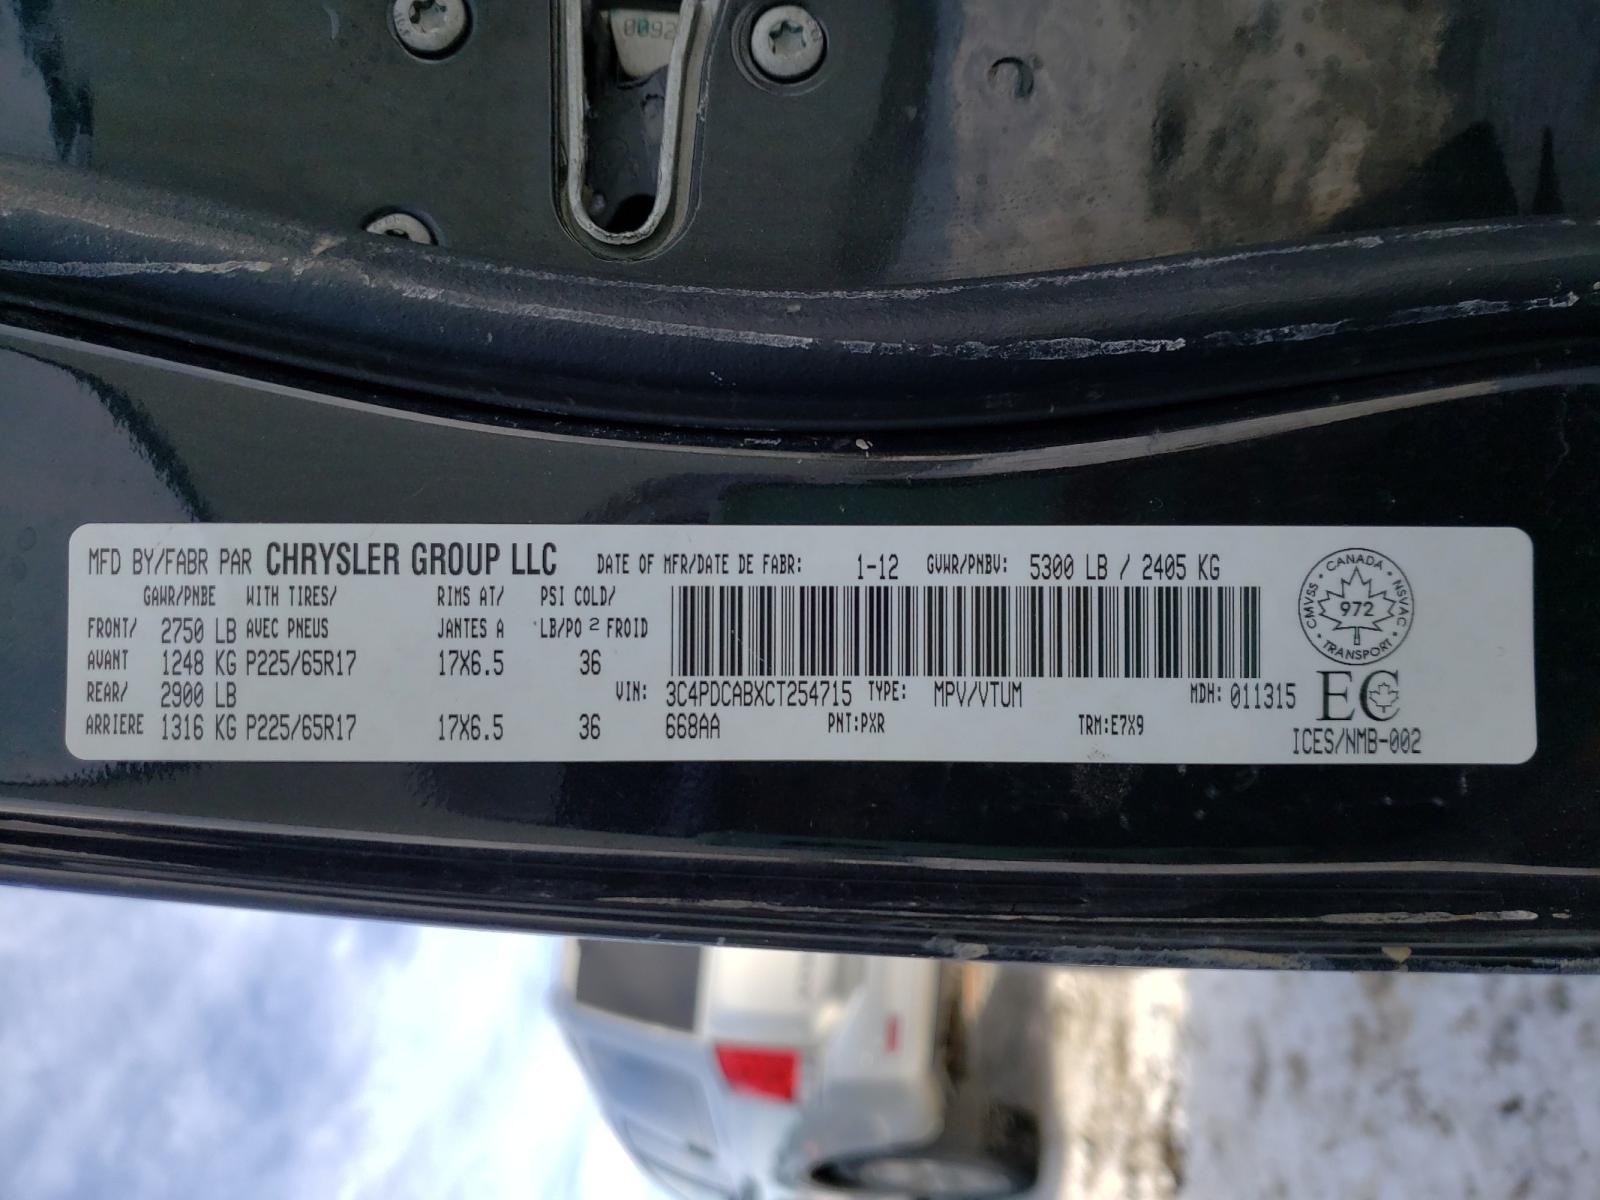 0092
MFD BY/FABR PAR CHRYSLER GROUP LLC DATE OF MFR/DATE DE FABR: 1-12 GVWR/PNBV: 5300 LB / 2405 KG
GAWR/PNBE WITH TIRES/ RIMS AT/ PSI COLD/
FRONT/ 2750 LB AVEC PNEUS JANTES A LB/PO 2 FROID
AVANT 1248 KG P225/65R17 17X6.5 36
REAR/ 2900 LB VIN: 3C4PDCABXCT254715 TYPE: MPV/VTUM MDH: 011315
ARRIERE 1316 KG P225/65R17 17X6.5 36 668AA PNT:PXR TRM:E7X9
CMVSS • CANADA • NSVAC • TRANSPORT •
972
EC
ICES/NMB-002